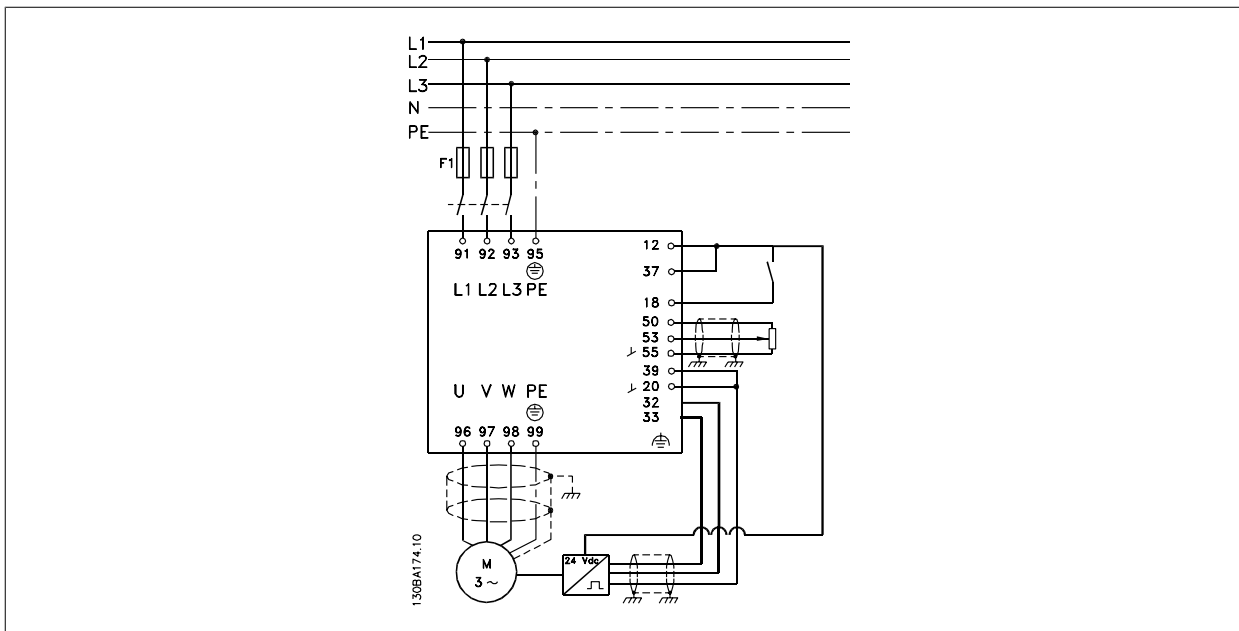 L1
L2
L3
N
PE
F1
91 92 93 95
L1 L2 L3 PE
12
37
18
50
53
55
39
20
32
33
U V W PE
96 97 98 99
M
3 ~
24 Vdc
130BA174.10